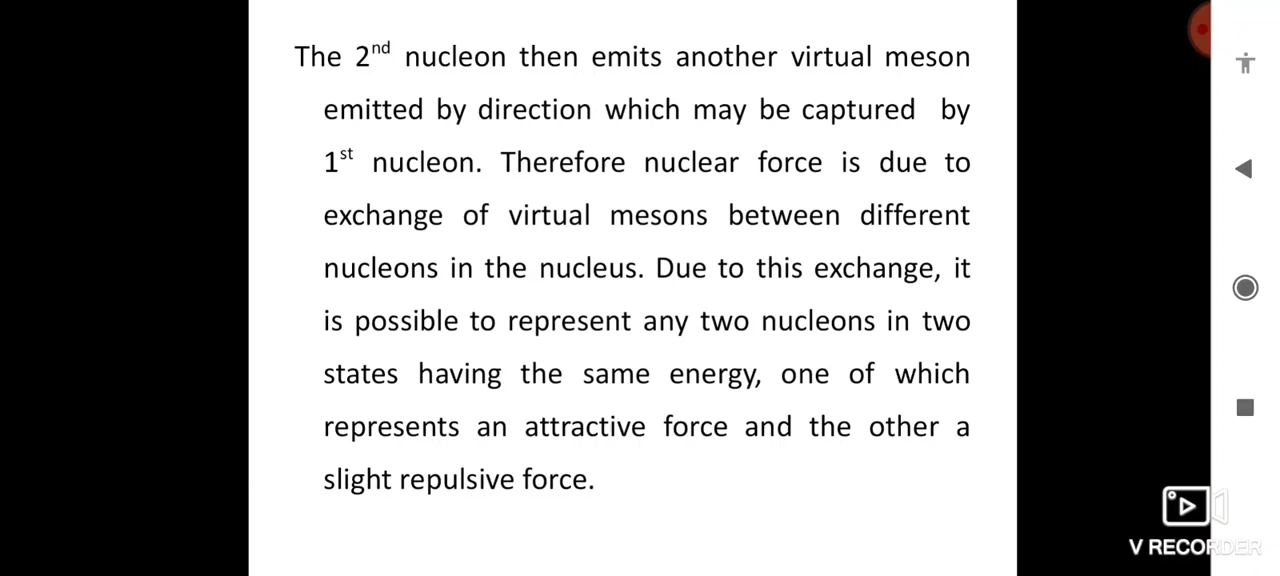 The 2nd nucleon then emits another virtual meson
emitted by direction which may be captured by
1st nucleon. Therefore nuclear force is due to
exchange of virtual mesons between different
nucleons in the nucleus. Due to this exchange, it
is possible to represent any two nucleons in two
states having the same energy, one of which
represents an attractive force and the other a
slight repulsive force.
V RECORDER